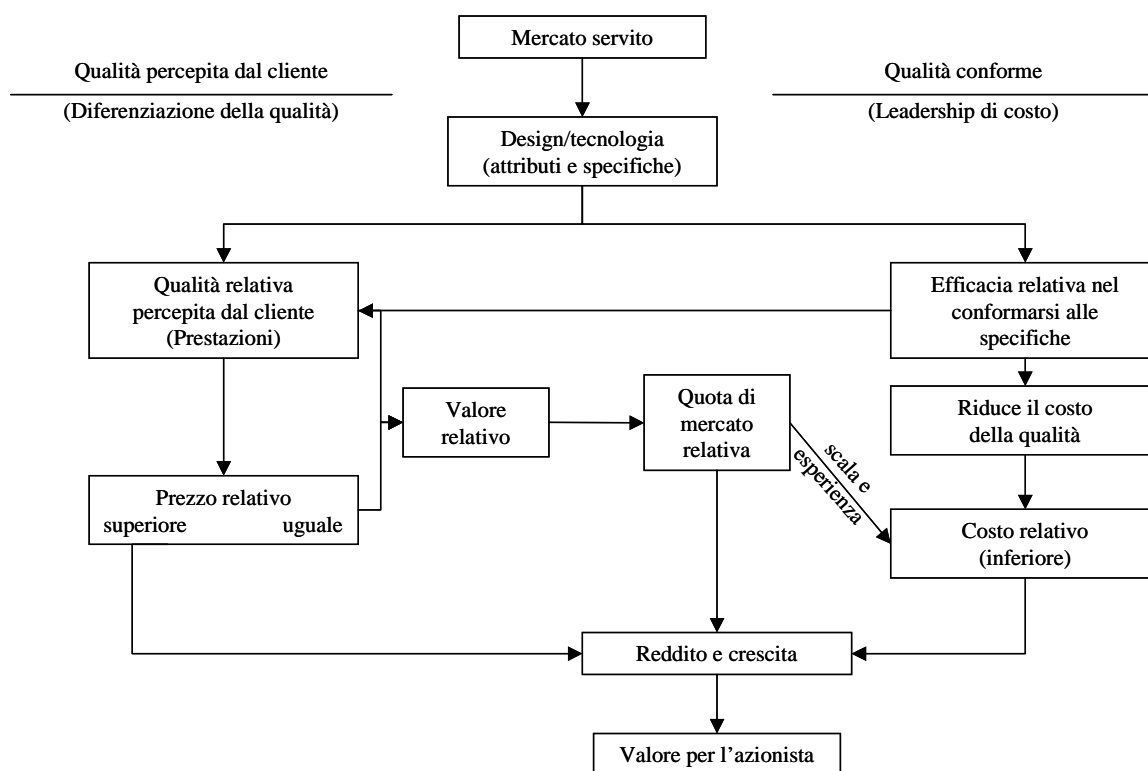 Mercato servito
Qualità percepita dal cliente
(Diferenziazione della qualità)
Qualità conforme
(Leadership di costo)
Design/tecnologia
(attributi e specifiche)
Qualità relativa
percepita dal cliente
(Prestazioni)
Efficacia relativa nel
conformarsi alle
specifiche
Valore
relativo
Quota di
mercato
relativa
Riduce il costo
della qualità
scala e
esperienza
Prezzo relativo
superiore uguale
Costo relativo
(inferiore)
Reddito e crescita
Valore per l’azionista